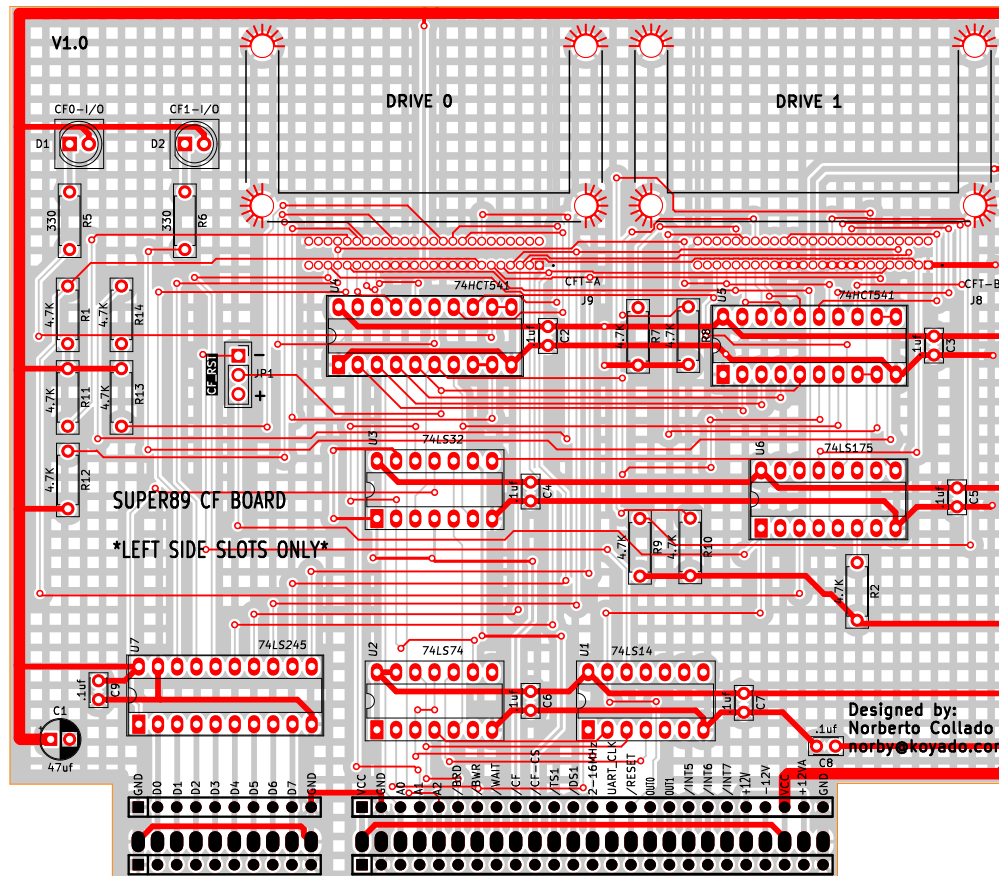 V1.0
DRIVE 0
DRIVE 1
CF0-I/O
CF1-I/O
D1
D2
330
R5
330
R6
CFT-A
J9
CFT-B
J8
U4
74HCT541
U5
74HCT541
4.7K
R1
4.7K
R14
.1uf
C2
4.7K
R7
4.7K
R8
.1uf
C3
CF_RST
JP1
-
+
4.7K
R11
4.7K
R13
U3
74LS32
U6
74LS175
4.7K
R12
.1uf
C4
.1uf
C5
SUPER89 CF BOARD
*LEFT SIDE SLOTS ONLY*
4.7K
R9
4.7K
R10
4.7K
R2
U7
74LS245
U2
74LS74
U1
74LS14
.1uf
C9
.1uf
C6
.1uf
C7
C1
47uf
Designed by:
Norberto Collado
norby@koyado.com
.1uf
C8
GND
D0
D1
D2
D3
D4
D5
D6
D7
GND
VCC
GND
A0
A1
A2
/BRD
/BWR
/WAIT
/CF
/CF-CS
/TS1
/DS1
2-16MHz
UART_CLK
/RESET
OUT0
OUT1
/INT5
/INT6
/INT7
+12V
-12V
VCC
+12VA
GND